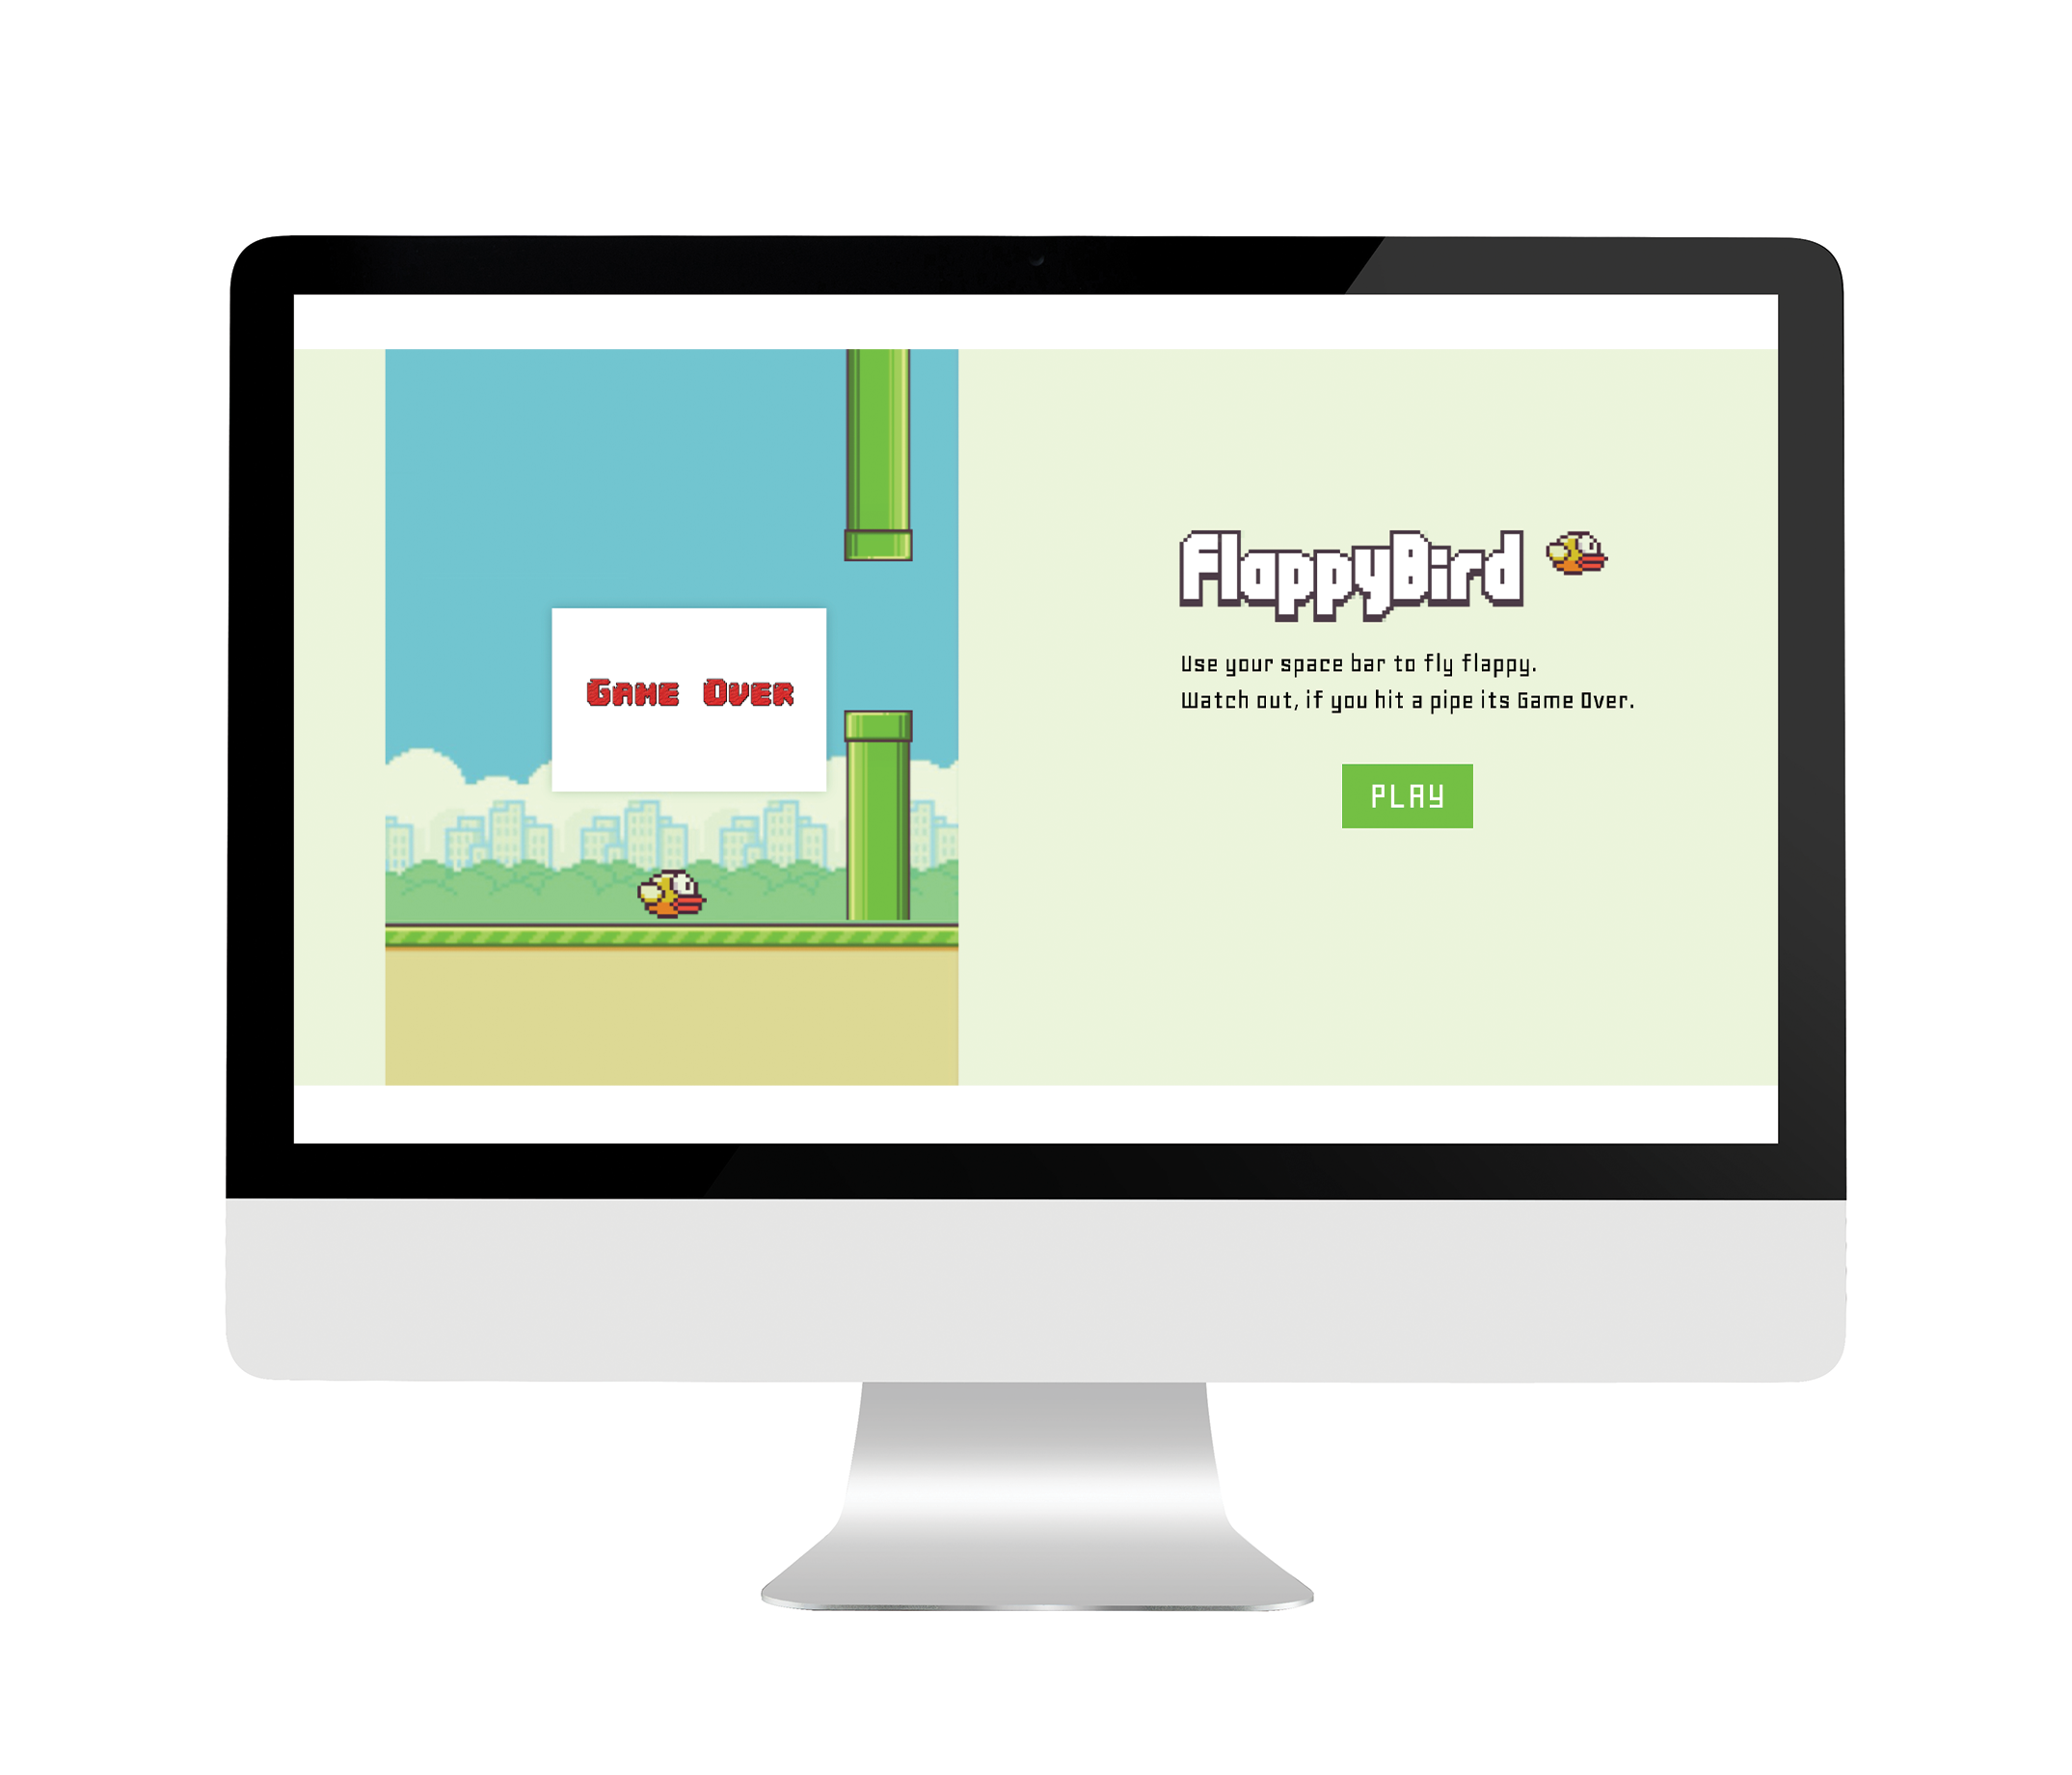 Game Over
FlappyBird
Use your space bar to fly flappy.
Watch out, if you hit a pipe its Game Over.
PLAY